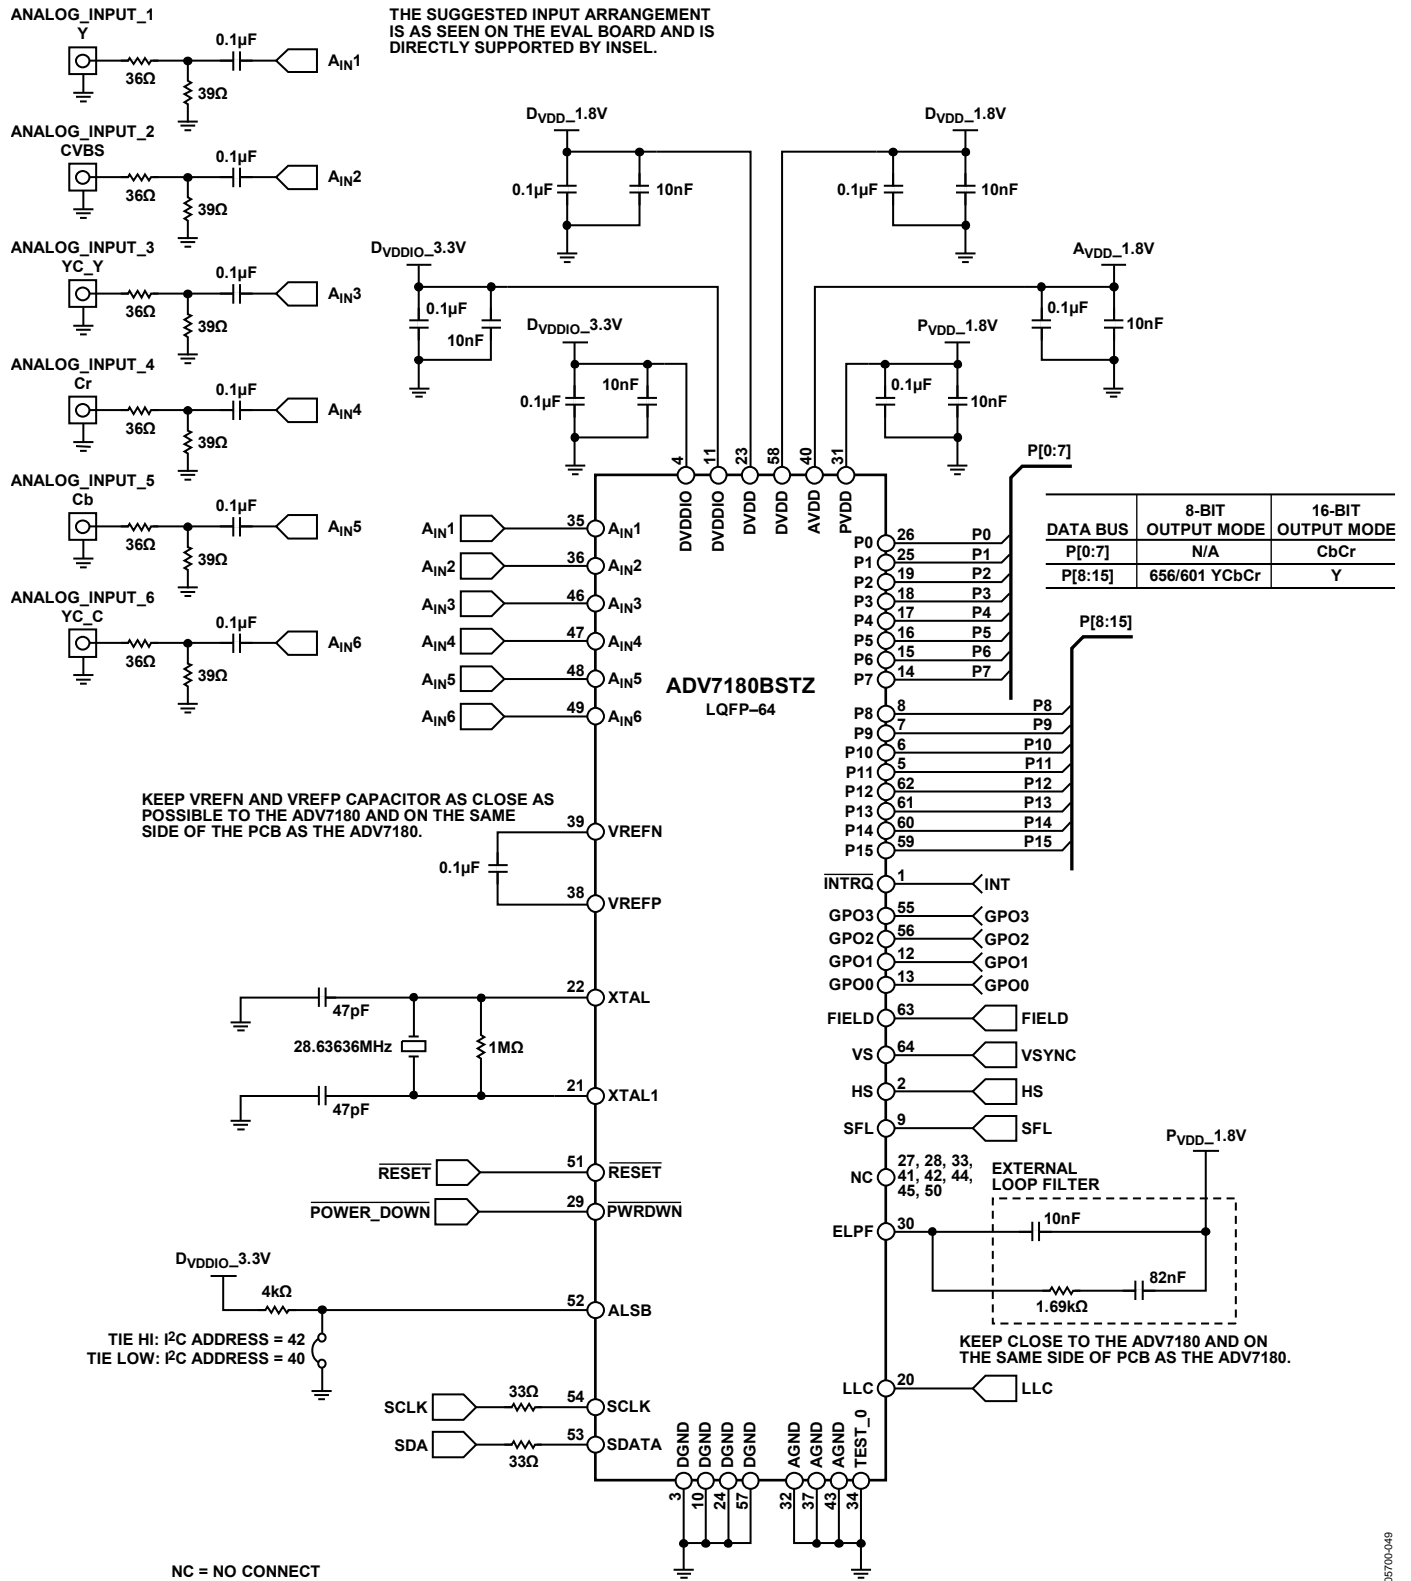 ANALOG_INPUT_1
Y
0.1µF
36Ω
39Ω
AIN1
THE SUGGESTED INPUT ARRANGEMENT
IS AS SEEN ON THE EVAL BOARD AND IS
DIRECTLY SUPPORTED BY INSEL.
ANALOG_INPUT_2
CVBS
0.1µF
36Ω
39Ω
AIN2
ANALOG_INPUT_3
YC_Y
0.1µF
36Ω
39Ω
AIN3
ANALOG_INPUT_4
Cr
0.1µF
36Ω
39Ω
AIN4
ANALOG_INPUT_5
Cb
0.1µF
36Ω
39Ω
AIN5
ANALOG_INPUT_6
YC_C
0.1µF
36Ω
39Ω
AIN6
DVDD_1.8V
0.1µF
10nF
DVDD_1.8V
0.1µF
10nF
DVDDIO_3.3V
0.1µF
10nF
DVDDIO_3.3V
0.1µF
10nF
AVDD_1.8V
0.1µF
10nF
PVDD_1.8V
0.1µF
10nF
4
11
23
58
40
31
DVDDIO
DVDDIO
DVDD
DVDD
AVDD
PVDD
P[0:7]
DATA BUS
8-BIT
OUTPUT MODE
16-BIT
OUTPUT MODE
P[0:7]
N/A
CbCr
P[8:15]
656/601 YCbCr
Y
P[8:15]
AIN1 35 AIN1
AIN2 36 AIN2
AIN3 46 AIN3
AIN4 47 AIN4
AIN5 48 AIN5
AIN6 49 AIN6
ADV7180BSTZ
LQFP–64
P0 26 P0
P1 25 P1
P2 19 P2
P3 18 P3
P4 17 P4
P5 16 P5
P6 15 P6
P7 14 P7
P8 8 P8
P9 7 P9
P10 6 P10
P11 5 P11
P12 62 P12
P13 61 P13
P14 60 P14
P15 59 P15
KEEP VREFN AND VREFP CAPACITOR AS CLOSE AS
POSSIBLE TO THE ADV7180 AND ON THE SAME
SIDE OF THE PCB AS THE ADV7180.
39 VREFN
0.1µF
38 VREFP
INTRQ 1 INT
GPO3 55 GPO3
GPO2 56 GPO2
GPO1 12 GPO1
GPO0 13 GPO0
FIELD 63 FIELD
VS 64 VSYNC
HS 2 HS
SFL 9 SFL
47pF
22 XTAL
28.63636MHz
1MΩ
47pF
21 XTAL1
RESET 51 RESET
POWER_DOWN 29 PWRDWN
NC 27, 28, 33,
41, 42, 44,
45, 50
EXTERNAL
LOOP FILTER
PVDD_1.8V
ELPF 30
10nF
82nF
1.69kΩ
KEEP CLOSE TO THE ADV7180 AND ON
THE SAME SIDE OF PCB AS THE ADV7180.
DVDDIO_3.3V
4kΩ
52 ALSB
TIE HI: I2C ADDRESS = 42
TIE LOW: I2C ADDRESS = 40
LLC 20 LLC
SCLK 33Ω 54 SCLK
SDA 33Ω 53 SDATA
DGND
DGND
DGND
DGND
AGND
AGND
AGND
TEST_0
3
10
24
57
32
37
43
34
NC = NO CONNECT
05700-049